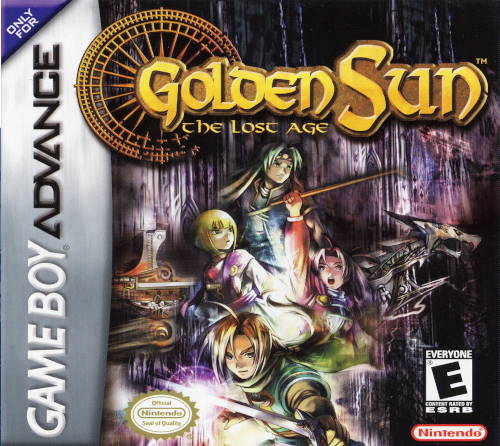 ONLY
FOR
GAME BOY ADVANCE
GOLDEN SUN™
THE LOST AGE
Official
Nintendo
Seal of Quality
EVERYONE
E
CONTENT RATED BY
ESRB
Nintendo